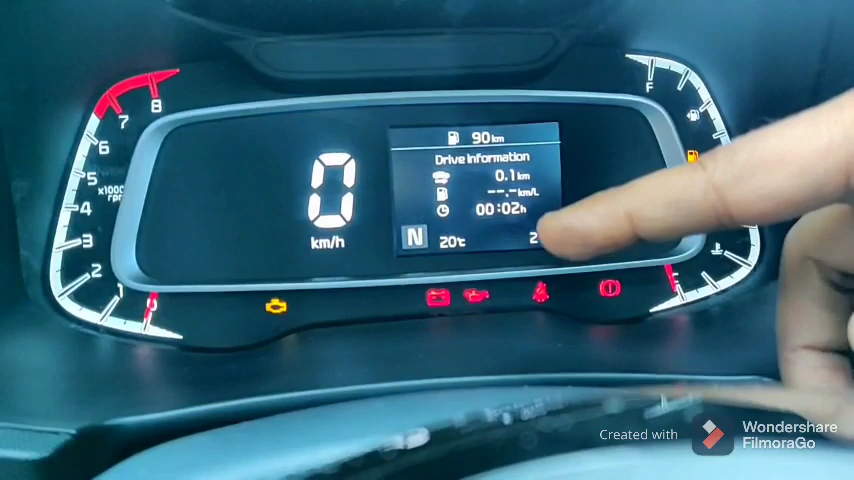 90km
Drive Information
0.1km
--.-km/L
00:02h
N
20℃
0
km/h
8
7
6
5
4
3
2
1
x1000
rpm
F
Created with
Wondershare
FilmoraGo